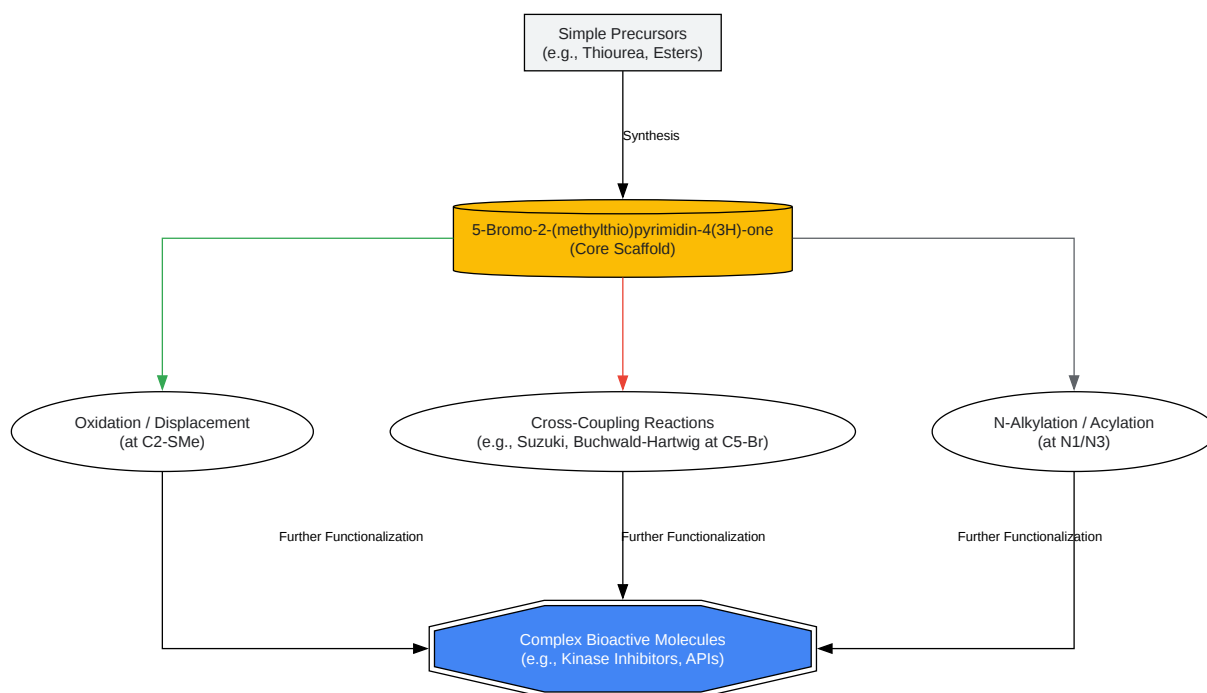 Simple Precursors
(e.g., Thiourea, Esters)
Synthesis
5-Bromo-2-(methylthio)pyrimidin-4(3H)-one
(Core Scaffold)
Oxidation / Displacement
(at C2-SMe)
Cross-Coupling Reactions
(e.g., Suzuki, Buchwald-Hartwig at C5-Br)
N-Alkylation / Acylation
(at N1/N3)
Further Functionalization
Further Functionalization
Further Functionalization
Complex Bioactive Molecules
(e.g., Kinase Inhibitors, APIs)